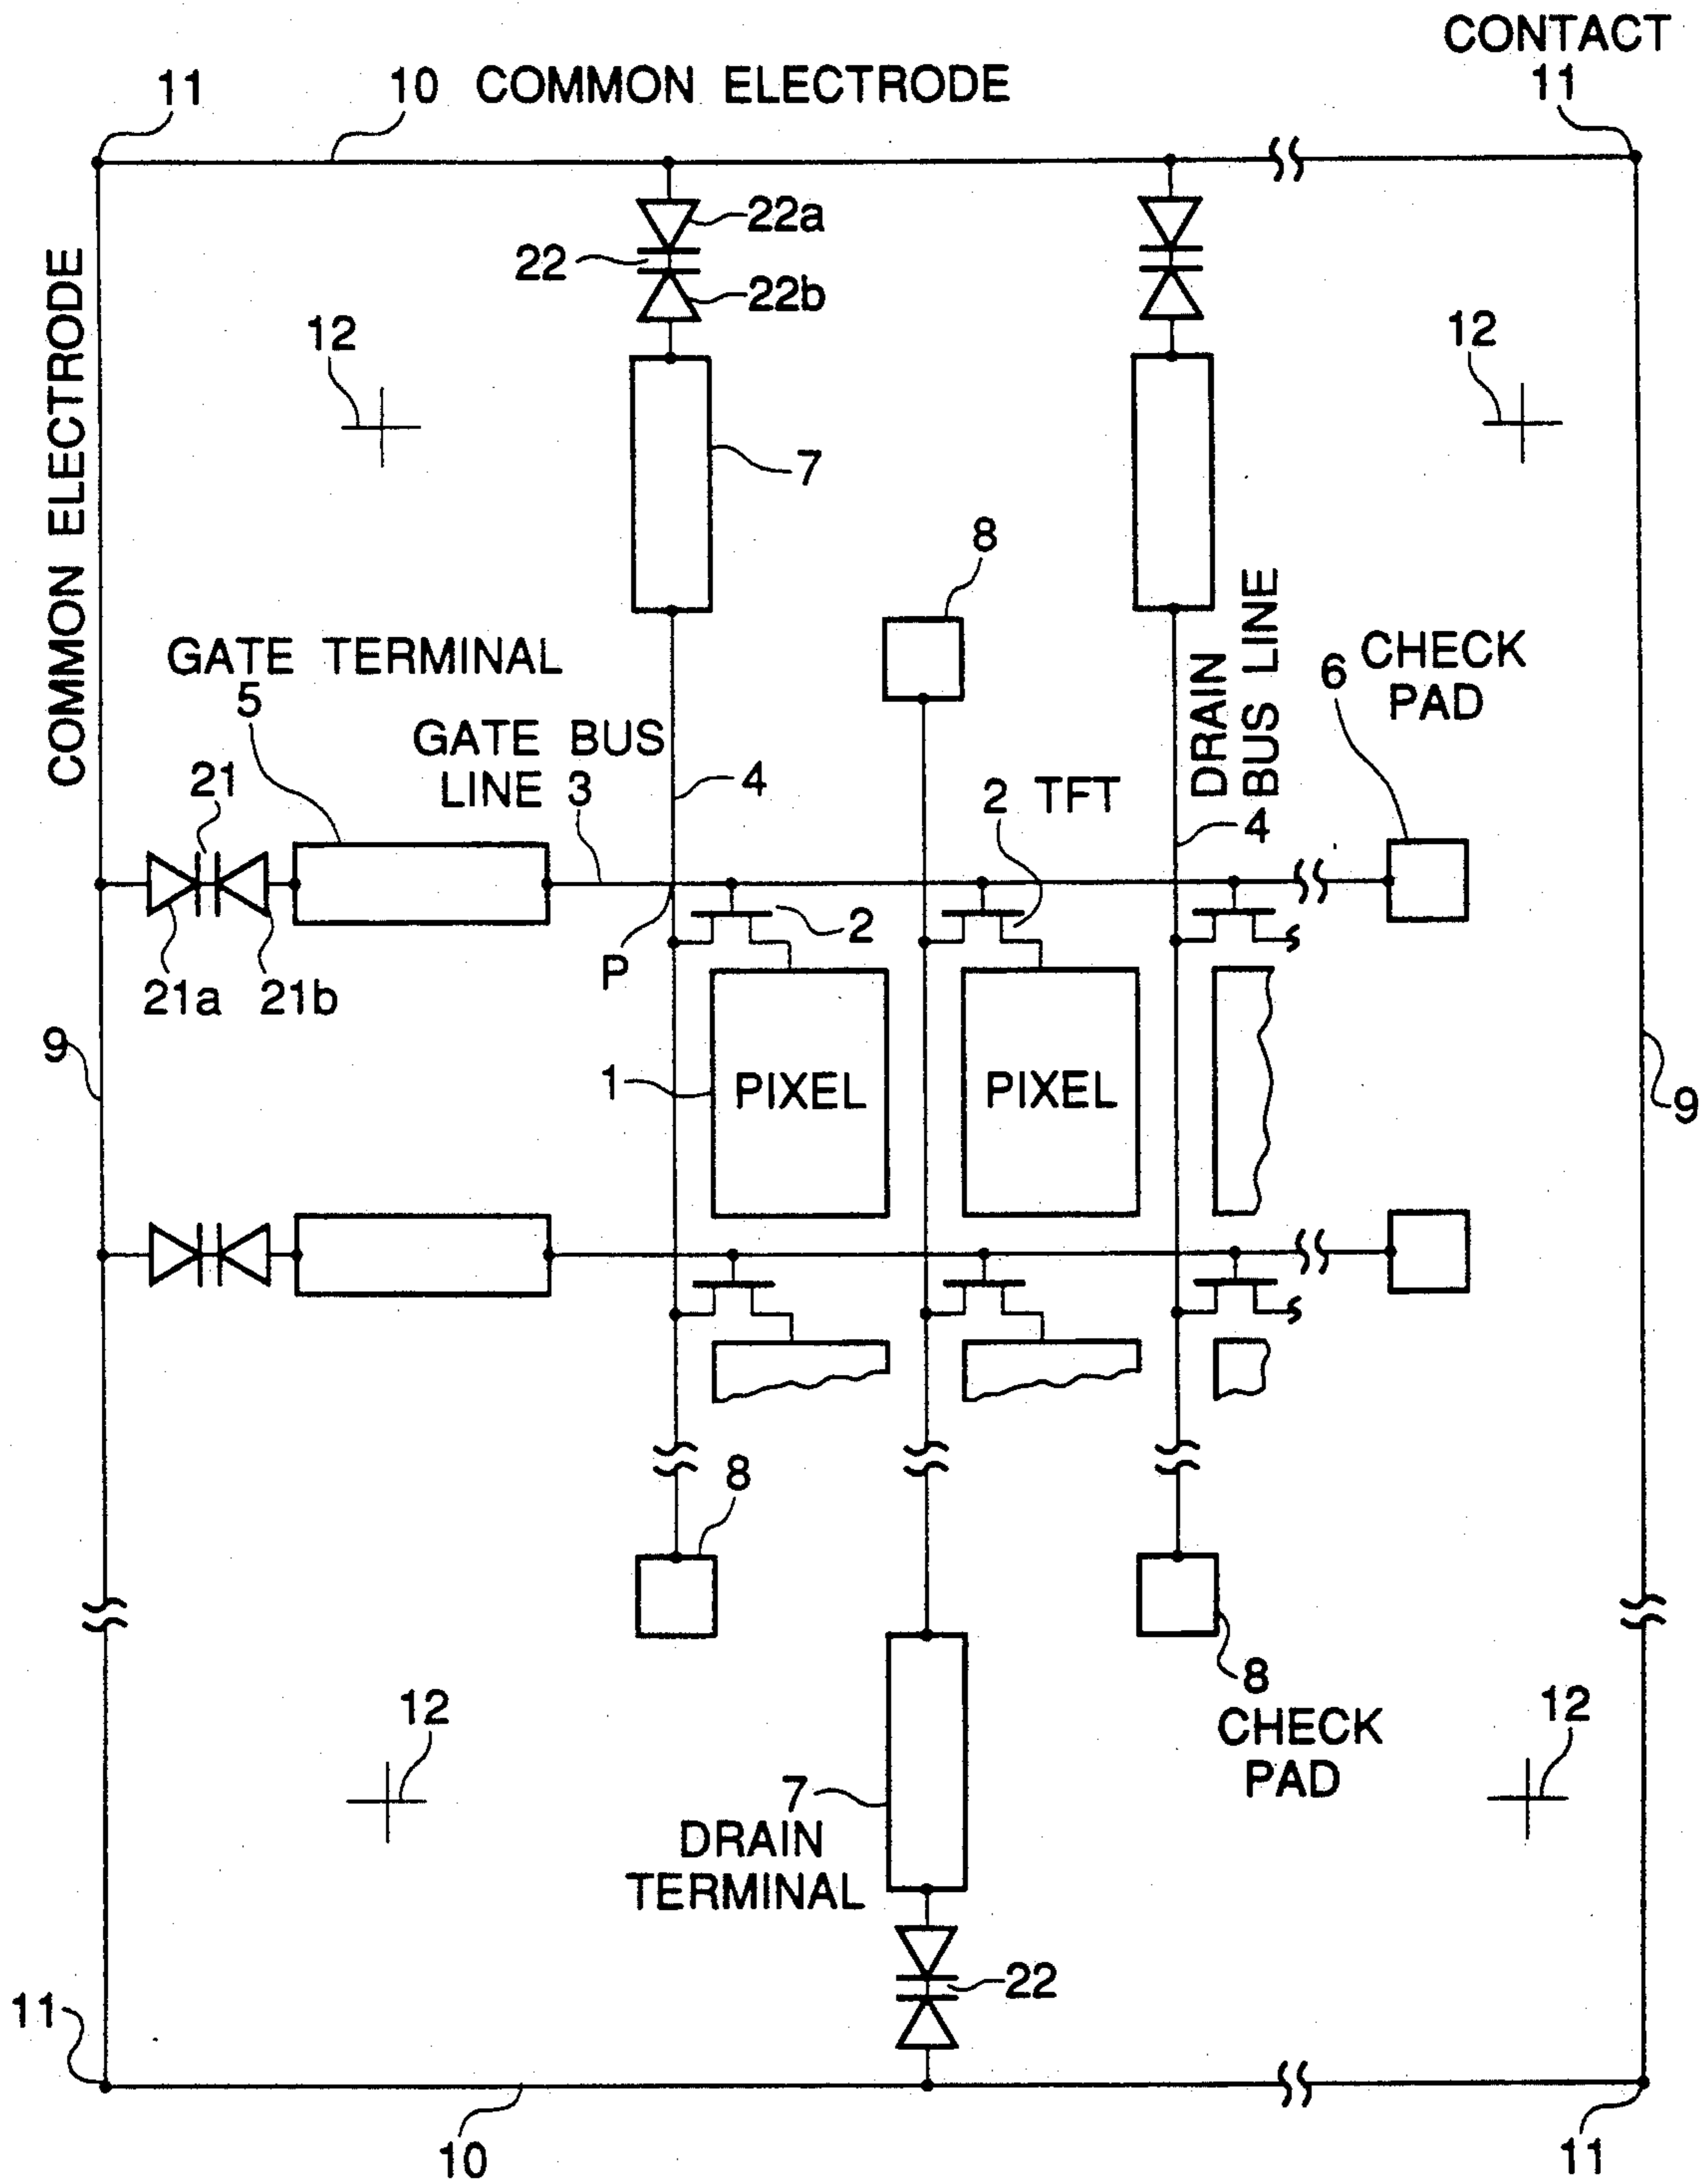 CONTACT
11
10 COMMON ELECTRODE
11
22a
22
22b
COMMON ELECTRODE
12
12
7
8
DRAIN
BUS LINE
GATE TERMINAL
5
6 CHECK
PAD
GATE BUS
LINE 3
4
2 TFT
4
21
2
P
21a
21b
9
1
PIXEL
PIXEL
9
8
8
CHECK
PAD
12
12
7
DRAIN
TERMINAL
22
11
10
11